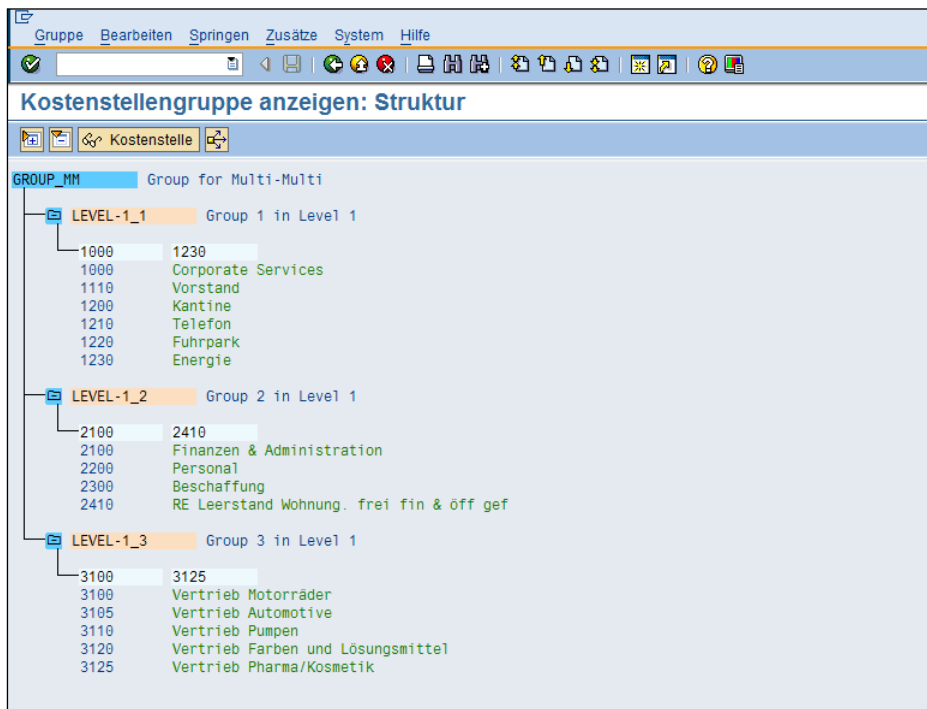 Gruppe Bearbeiten Springen Zusätze System Hilfe
Kostenstellengruppe anzeigen: Struktur
Kostenstelle
GROUP_MM Group for Multi-Multi
LEVEL-1_1 Group 1 in Level 1
1000 1230
1000 Corporate Services
1110 Vorstand
1200 Kantine
1210 Telefon
1220 Fuhrpark
1230 Energie
LEVEL-1_2 Group 2 in Level 1
2100 2410
2100 Finanzen & Administration
2200 Personal
2300 Beschaffung
2410 RE Leerstand Wohnung. frei fin & öff gef
LEVEL-1_3 Group 3 in Level 1
3100 3125
3100 Vertrieb Motorräder
3105 Vertrieb Automotive
3110 Vertrieb Pumpen
3120 Vertrieb Farben und Lösungsmittel
3125 Vertrieb Pharma/Kosmetik